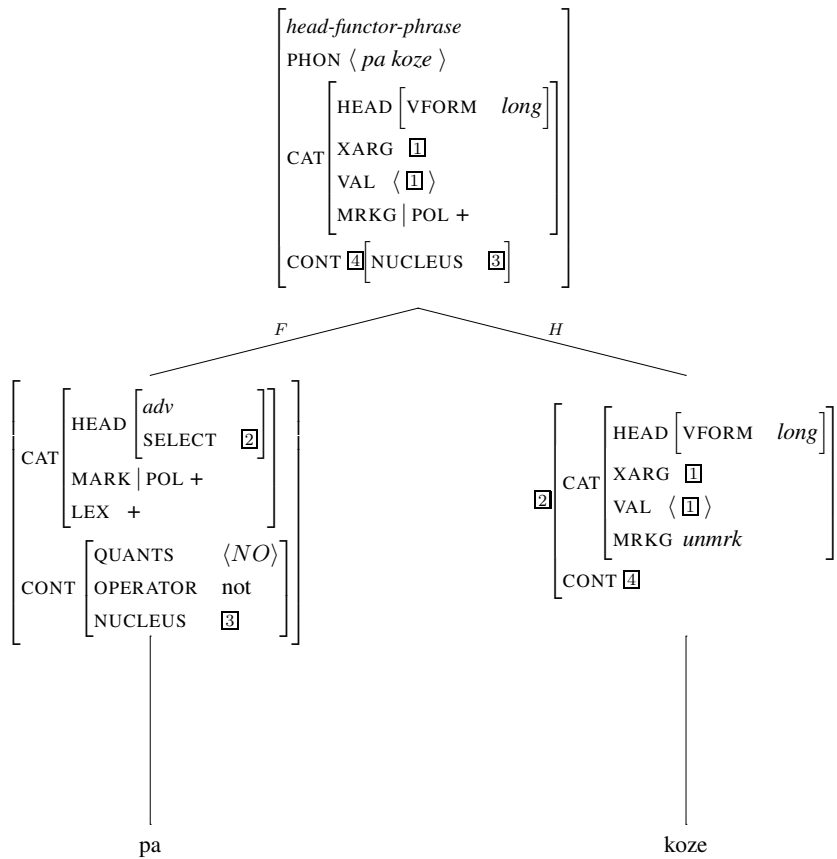 head-functor-phrase
PHON ⟨ pa koze ⟩
HEAD [VFORM long]
XARG [1]
CAT
VAL ⟨ [1] ⟩
MRKG | POL +
CONT [4] [NUCLEUS [3]]
F H
adv
HEAD
SELECT [2]
CAT
MARK | POL +
LEX +
QUANTS ⟨NO⟩
CONT OPERATOR not
NUCLEUS [3]
HEAD [VFORM long]
XARG [1]
[2] CAT
VAL ⟨ [1] ⟩
MRKG unmrk
CONT [4]
pa koze